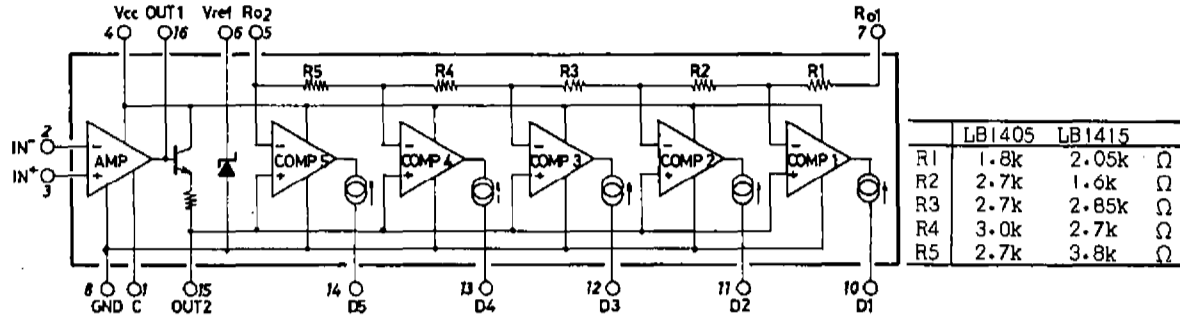 Vcc OUT1 Vref Ro2 Ro1
4 16 6 5 7
R5 R4 R3 R2 R1
2
IN-
IN+
3
AMP
COMP 5 COMP 4 COMP 3 COMP 2 COMP 1
8 1 15 14 13 12 11 10
GND C OUT2 D5 D4 D3 D2 D1
LB1405 LB1415
R1 1.8k 2.05k Ω
R2 2.7k 1.6k Ω
R3 2.7k 2.85k Ω
R4 3.0k 2.7k Ω
R5 2.7k 3.8k Ω